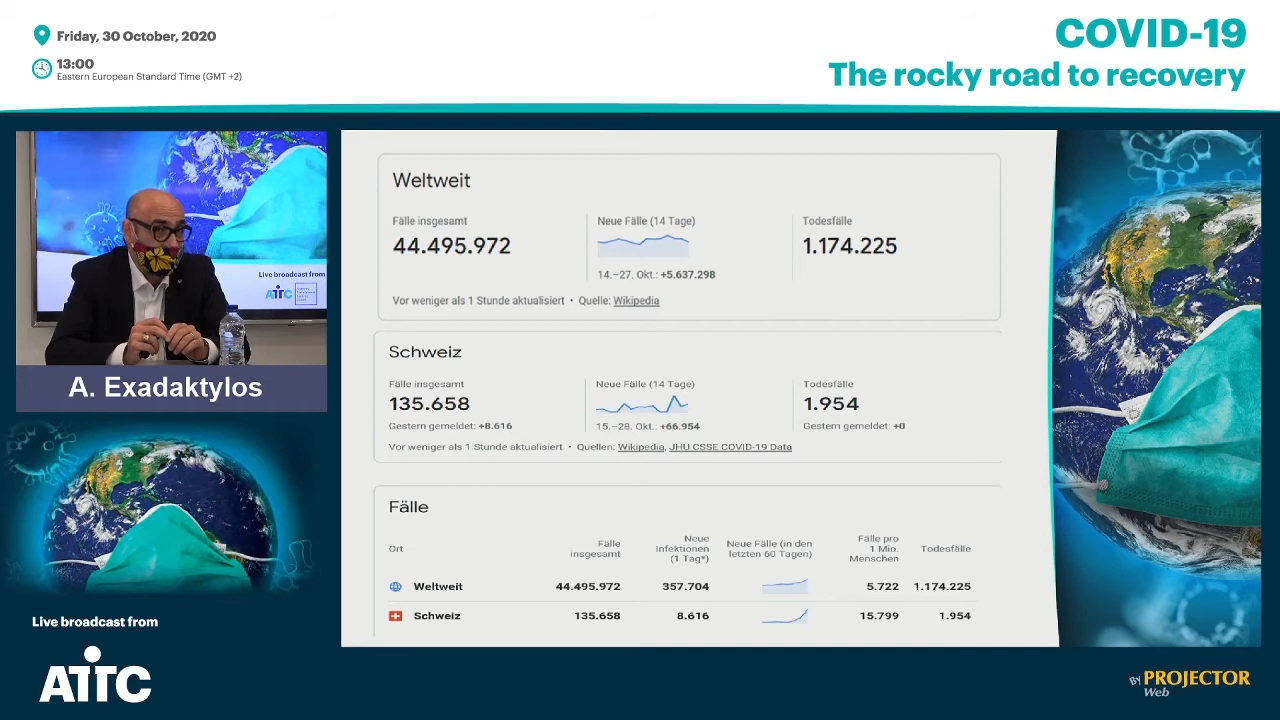 Friday, 30 October, 2020
13:00
Eastern European Standard Time (GMT +2)
COVID-19
The rocky road to recovery
Live broadcast from
ATTC
A. Exadaktylos
Weltweit
Fälle insgesamt
44.495.972
Neue Fälle (14 Tage)
14.–27. Okt.: +5.637.298
Todesfälle
1.174.225
Vor weniger als 1 Stunde aktualisiert • Quelle: Wikipedia
Schweiz
Fälle insgesamt
135.658
Gestern gemeldet: +8.616
Neue Fälle (14 Tage)
15.–28. Okt.: +66.954
Todesfälle
1.954
Gestern gemeldet: +0
Vor weniger als 1 Stunde aktualisiert • Quellen: Wikipedia, JHU CSSE COVID-19 Data
Fälle
Ort
Fälle
insgesamt
Neue
Infektionen
(1 Tag*)
Neue Fälle (in den
letzten 60 Tagen)
Fälle pro
1 Mio.
Menschen
Todesfälle
Weltweit 44.495.972 357.704 5.722 1.174.225
Schweiz 135.658 8.616 15.799 1.954
Live broadcast from
ATTC
By PROJECTOR
Web